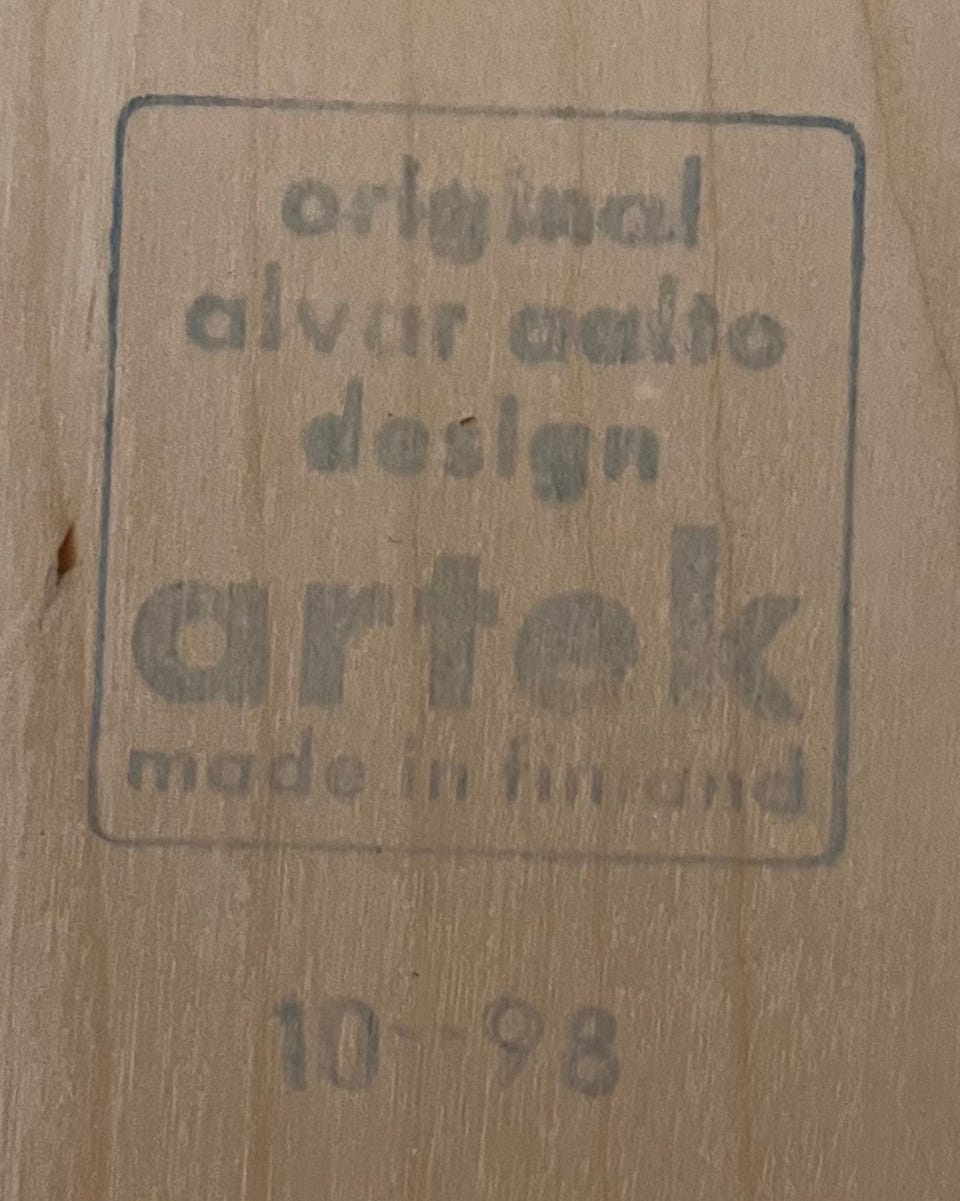 original
alvar aalto
design
artek
made in finland
10-98